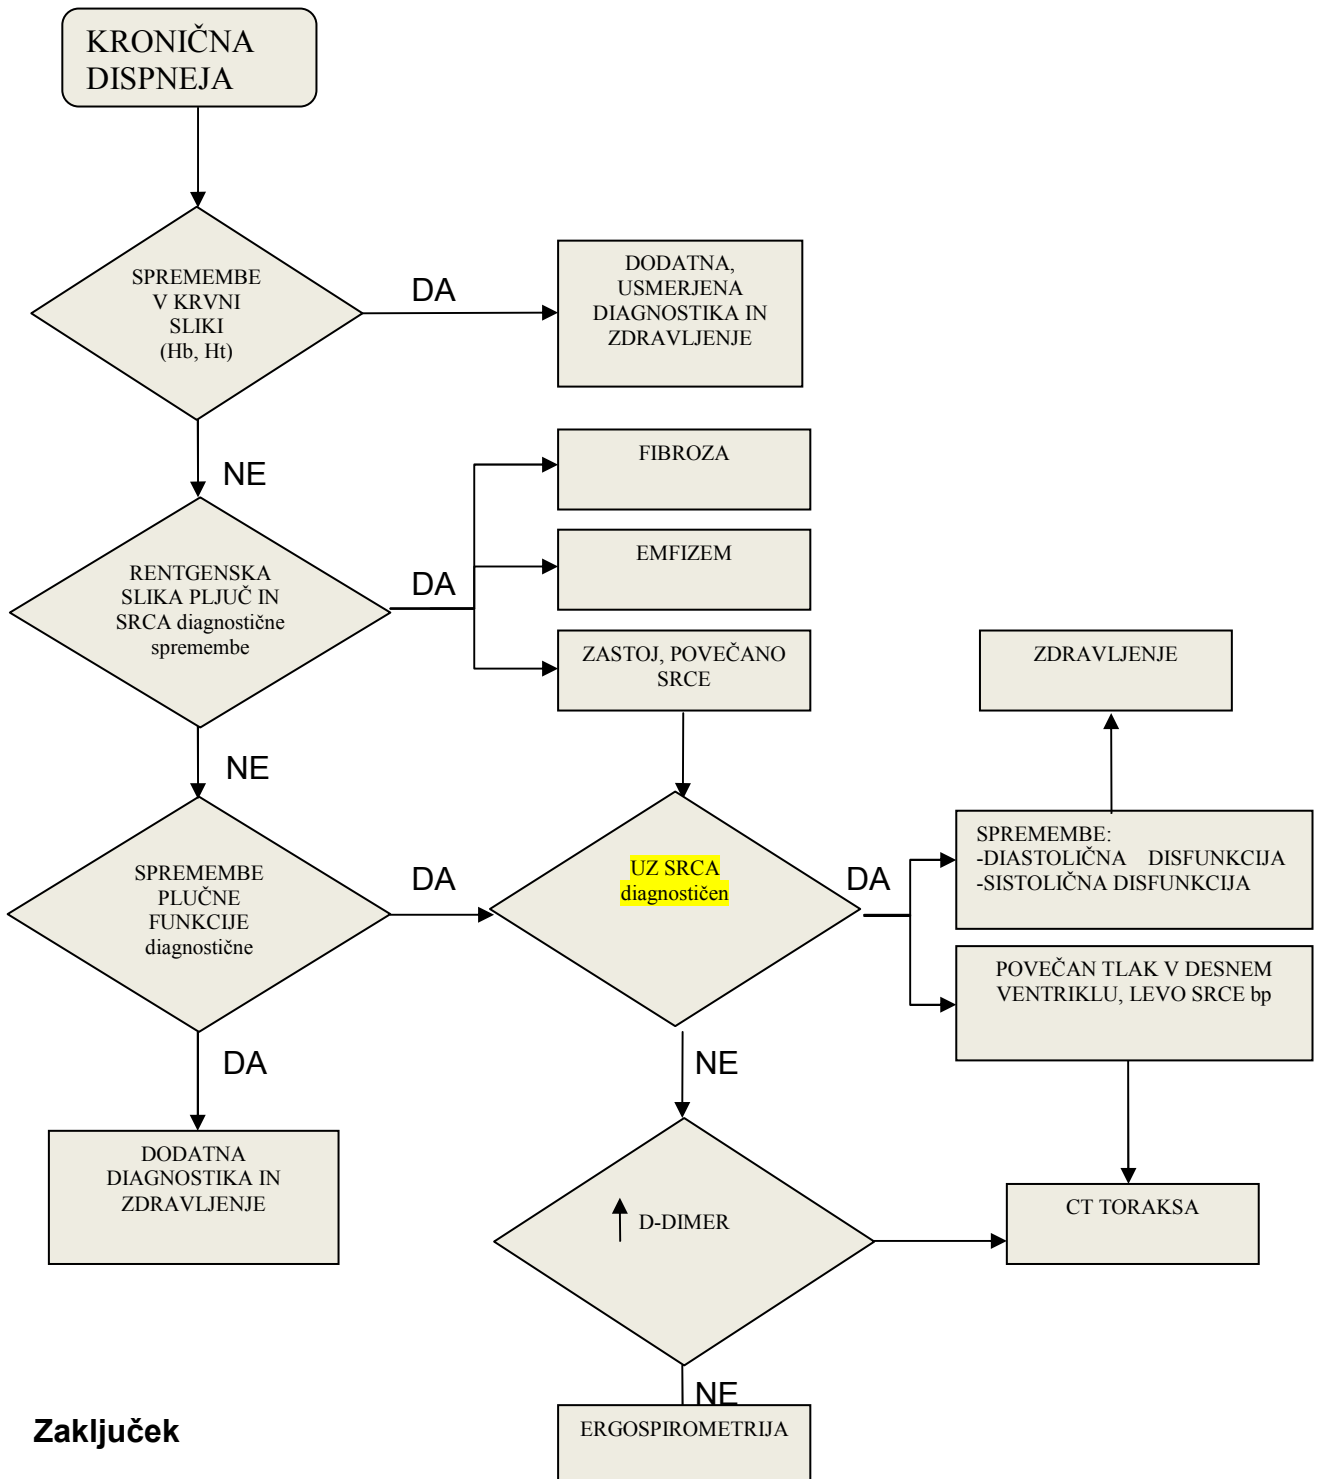 KRONIČNA
DISPNEJA
SPREMEMBE
V KRVNI
SLIKI
(Hb, Ht)
DA
DODATNA,
USMERJENA
DIAGNOSTIKA IN
ZDRAVLJENJE
NE
RENTGENSKA
SLIKA PLJUČ IN
SRCA diagnostične
spremembe
DA
FIBROZA
EMFIZEM
ZASTOJ, POVEČANO
SRCE
NE
SPREMEMBE
PLUČNE
FUNKCIJE
diagnostične
DA
UZ SRCA
diagnostičen
DA
ZDRAVLJENJE
SPREMEMBE:
-DIASTOLIČNA DISFUNKCIJA
-SISTOLIČNA DISFUNKCIJA
POVEČAN TLAK V DESNEM
VENTRIKLU, LEVO SRCE bp
DA
DODATNA
DIAGNOSTIKA IN
ZDRAVLJENJE
NE
D-DIMER
CT TORAKSA
NE
ERGOSPIROMETRIJA
Zaključek